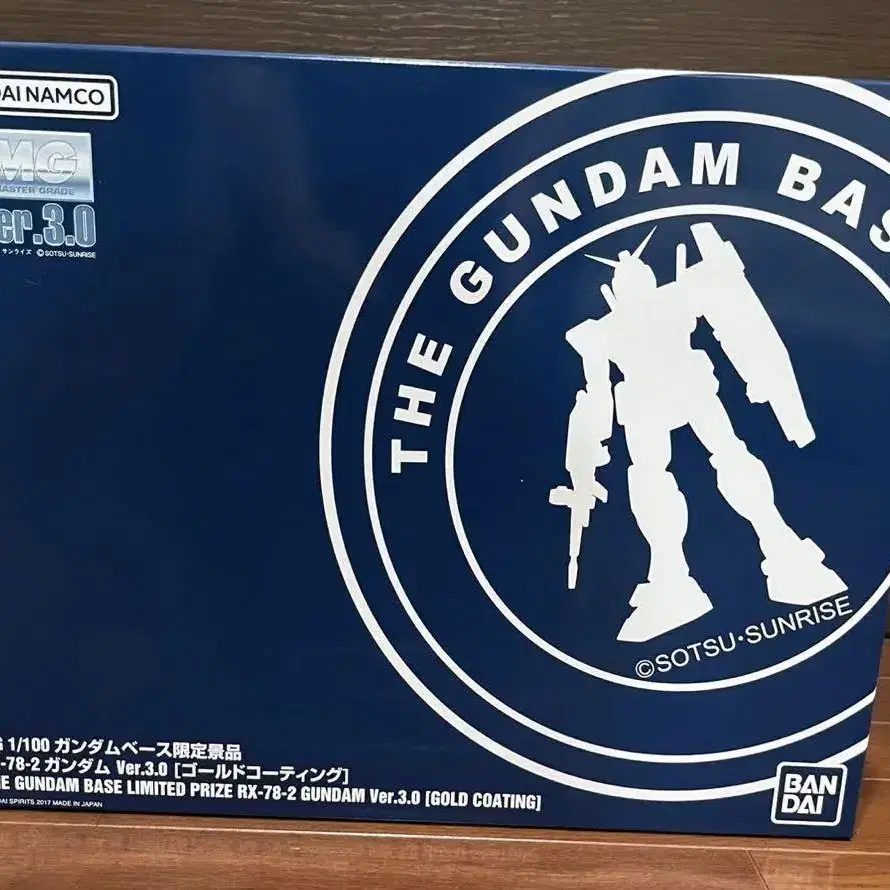 DAI NAMCO
MG
MASTER GRADE
er.3.0
サンライズ ©SOTSU·SUNRISE
THE GUNDAM BAS
©SOTSU·SUNRISE
G 1/100 ガンダムベース限定景品
-78-2 ガンダム Ver.3.0 [ゴールドコーティング]
E GUNDAM BASE LIMITED PRIZE RX-78-2 GUNDAM Ver.3.0 [GOLD COATING]
DAI SPIRITS 2017 MADE IN JAPAN
BAN
DAI